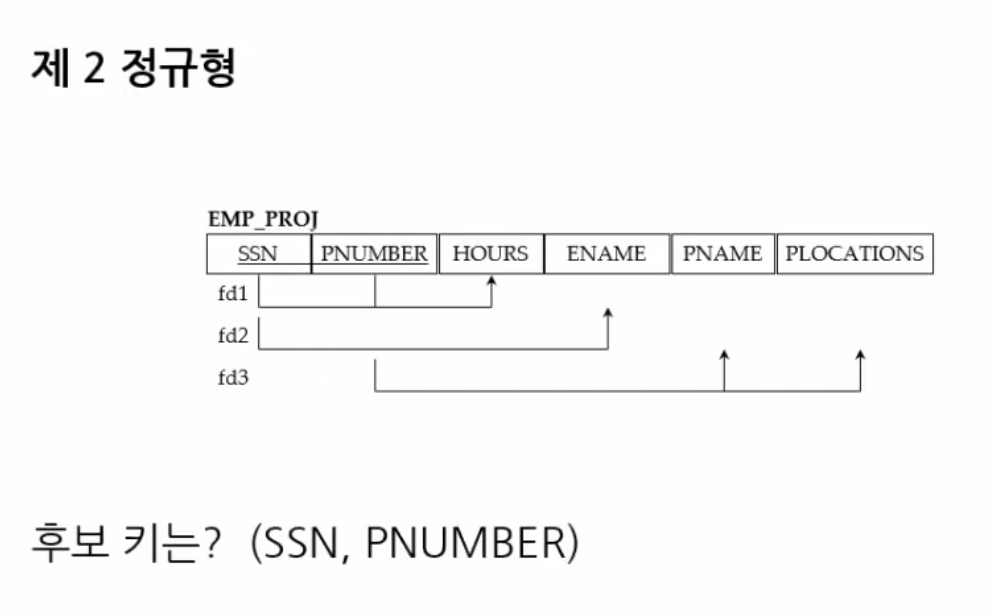 제 2 정규형
EMP_PROJ
SSN PNUMBER HOURS ENAME PNAME PLOCATIONS
fd1
fd2
fd3
후보 키는? (SSN, PNUMBER)